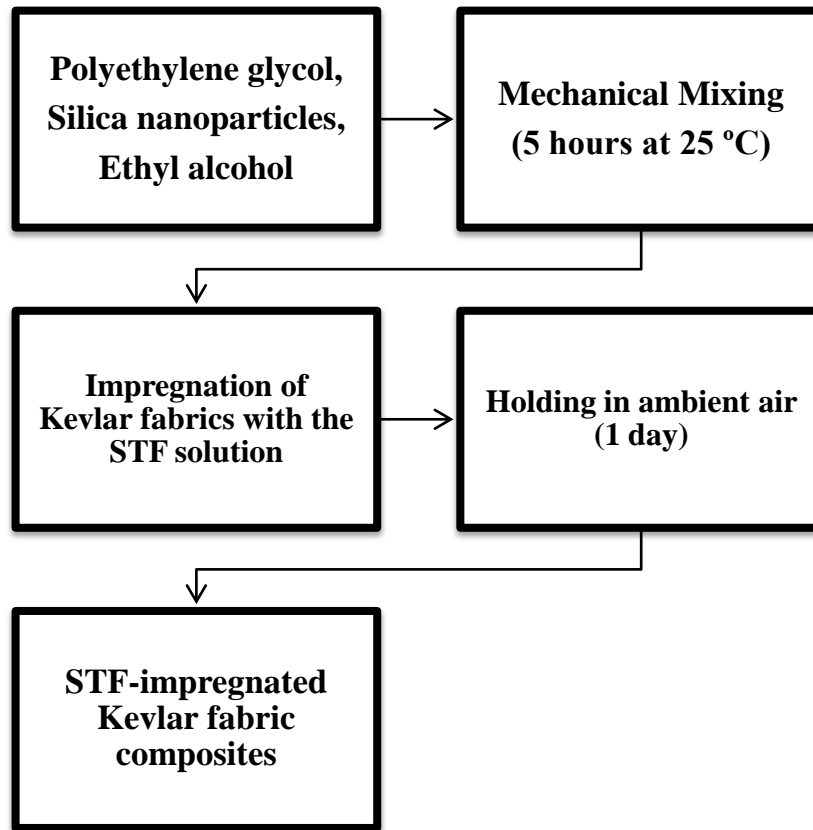 Polyethylene glycol,
Silica nanoparticles,
Ethyl alcohol
Mechanical Mixing
(5 hours at 25 ºC)
Impregnation of
Kevlar fabrics with the
STF solution
Holding in ambient air
(1 day)
STF-impregnated
Kevlar fabric
composites